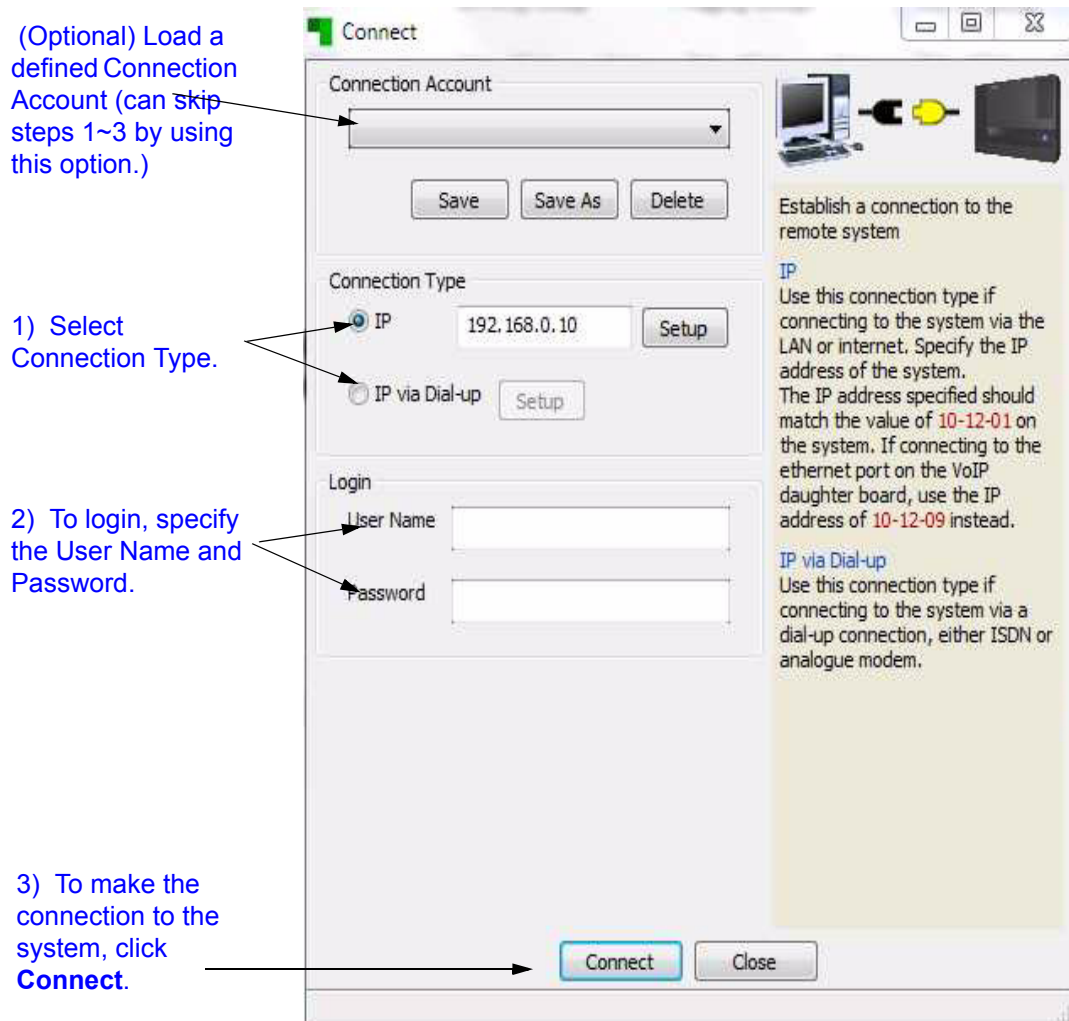 (Optional) Load a
defined Connection
Account (can skip
steps 1~3 by using
this option.)
1) Select
Connection Type.
2) To login, specify
the User Name and
Password.
3) To make the
connection to the
system, click
Connect.
Connect
Connection Account
Save
Save As
Delete
Connection Type
IP
192.168.0.10
Setup
IP via Dial-up
Setup
Login
User Name
Password
Connect
Close
Establish a connection to the
remote system
IP
Use this connection type if
connecting to the system via the
LAN or internet. Specify the IP
address of the system.
The IP address specified should
match the value of 10-12-01 on
the system. If connecting to the
ethernet port on the VoIP
daughter board, use the IP
address of 10-12-09 instead.
IP via Dial-up
Use this connection type if
connecting to the system via a
dial-up connection, either ISDN or
analogue modem.